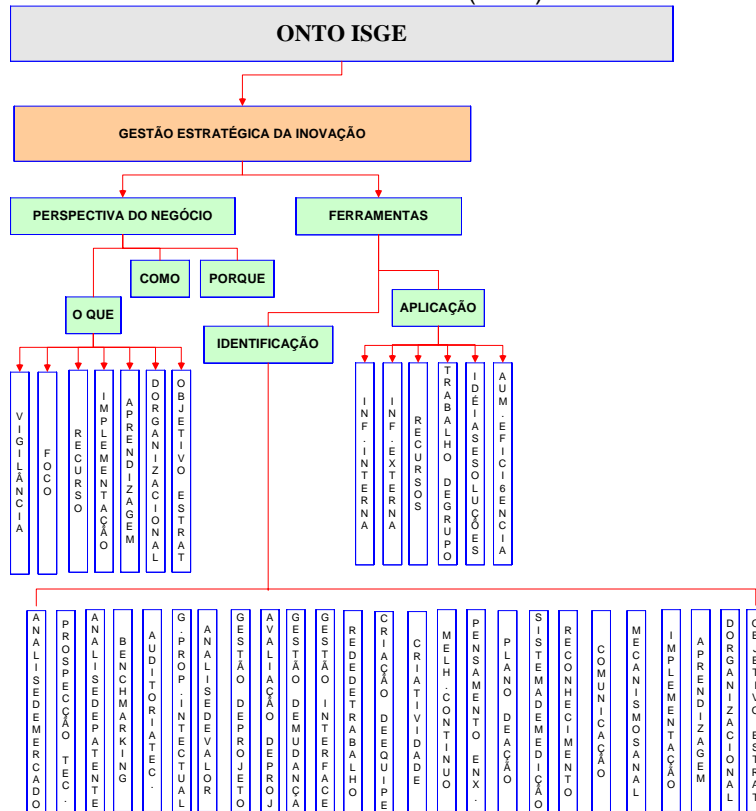 ONTO ISGE
GESTÃO ESTRATÉGICA DA INOVAÇÃO
PERSPECTIVA DO NEGÓCIO
FERRAMENTAS
COMO
PORQUE
O QUE
APLICAÇÃO
IDENTIFICAÇÃO
VIGILÂNCIA
FOCO
RECURSO
IMPLEMENTAÇÃO
APRENDIZAGEM
DORGANIZACIONAL
OBJETIVO ESTRAT
INF.INTERNA
INF.EXTERNA
RECURSOS
TRABALHO DEGRUPO
IDÉIASESOLUÇÕES
AUM.EFICI6ENCIA
ANALISEDEMERCADO
PROSPECÇÃO TEC.
ANALISEDEPATENTE
BENCHMARKING
AUDITORIATEC.
G.PROP.INTECTUAL
ANALISEDEVALOR
GESTÃO DEPROJETO
AVALIAÇÃO DEPROJ
GESTÃO DEMUDANÇA
GESTÃO INTERFACE
REDEDETRABALHO
CRIAÇÃO DEEQUIPE
CRIATIVIDADE
MELH.CONTINUO
PENSAMENTO ENX.
PLANO DEAÇÃO
SISTEMADEMEDIÇÃO
RECONHECIMENTO
COMUNICAÇÃO
MECANISMOSANAL
IMPLEMENTAÇÃO
APRENDIZAGEM
DORGANIZACIONAL